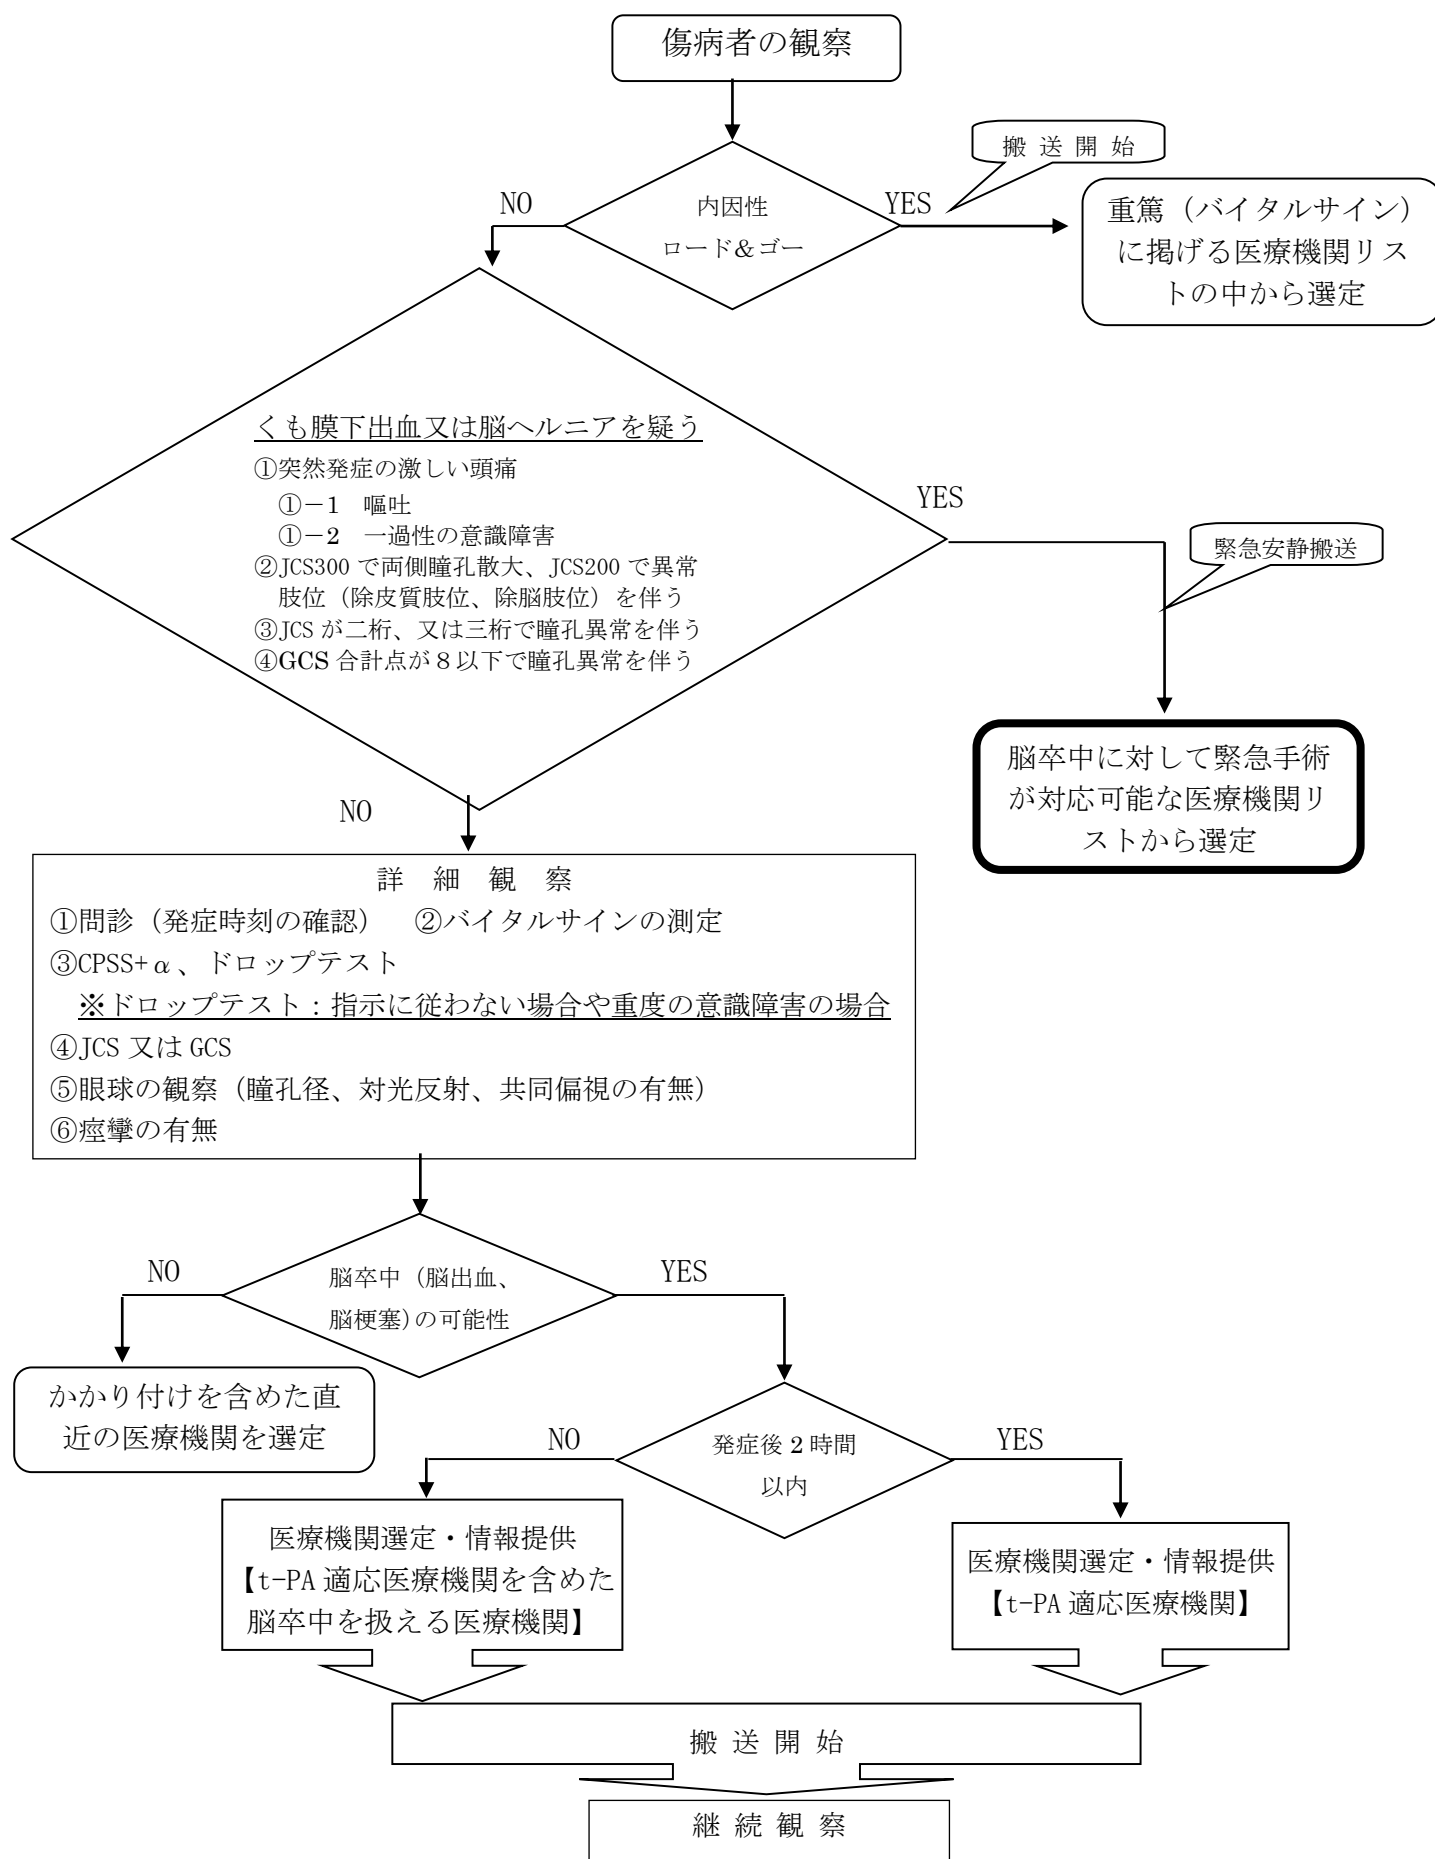 傷病者の観察
搬 送 開 始
NO
YES
内因性
ロード&ゴー
重篤（バイタルサイン）
に掲げる医療機関リス
トの中から選定
くも膜下出血又は脳ヘルニアを疑う
①突然発症の激しい頭痛
①－1 嘔吐
①－2 一過性の意識障害
②JCS300 で両側瞳孔散大、JCS200 で異常
肢位（除皮質肢位、除脳肢位）を伴う
③JCS が二桁、又は三桁で瞳孔異常を伴う
④GCS 合計点が８以下で瞳孔異常を伴う
YES
緊急安静搬送
脳卒中に対して緊急手術
が対応可能な医療機関リ
ストから選定
NO
詳 細 観 察
①問診（発症時刻の確認） ②バイタルサインの測定
③CPSS+α、ドロップテスト
※ドロップテスト：指示に従わない場合や重度の意識障害の場合
④JCS 又は GCS
⑤眼球の観察（瞳孔径、対光反射、共同偏視の有無）
⑥痙攣の有無
NO
YES
脳卒中（脳出血、
脳梗塞）の可能性
かかり付けを含めた直
近の医療機関を選定
NO
YES
発症後 2 時間
以内
医療機関選定・情報提供
【t-PA 適応医療機関を含めた
脳卒中を扱える医療機関】
医療機関選定・情報提供
【t-PA 適応医療機関】
搬 送 開 始
継 続 観 察